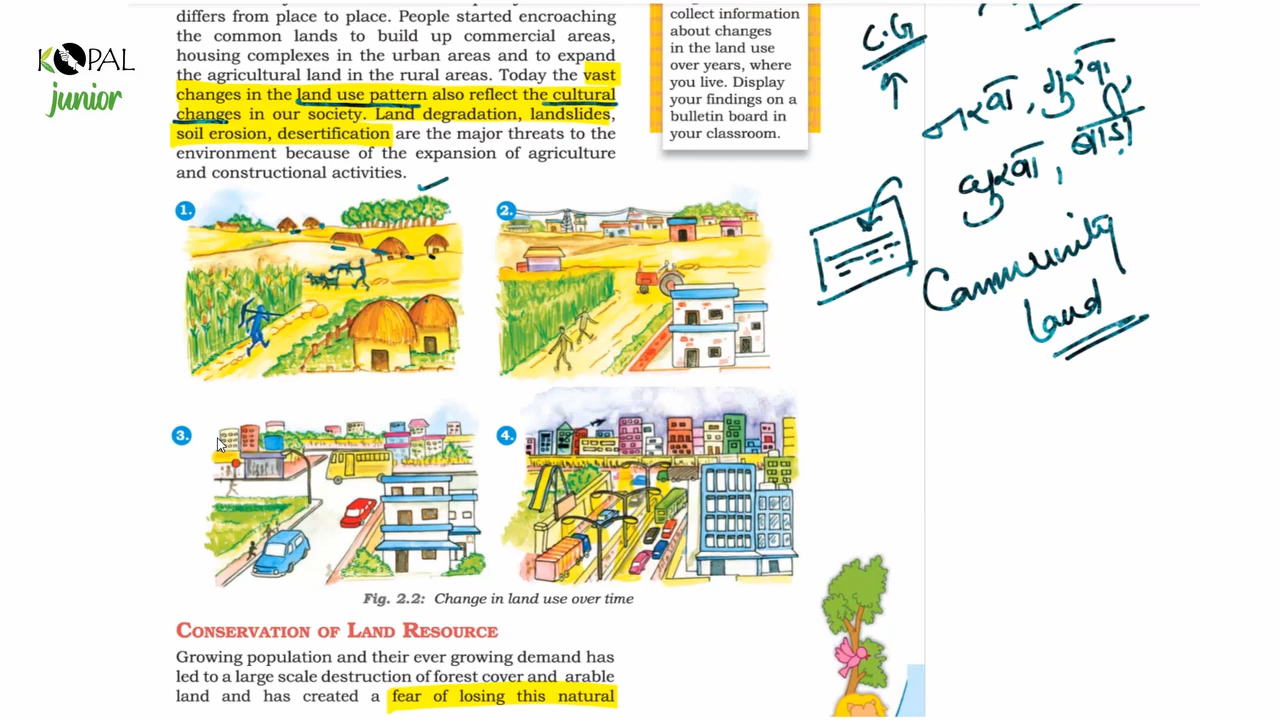 KOPAL
junior
differs from place to place. People started encroaching
the common lands to build up commercial areas,
housing complexes in the urban areas and to expand
the agricultural land in the rural areas. Today the vast
changes in the land use pattern also reflect the cultural
changes in our society. Land degradation, landslides,
soil erosion, desertification are the major threats to the
environment because of the expansion of agriculture
and constructional activities.
collect information
about changes
in the land use
over years, where
you live. Display
your findings on a
bulletin board in
your classroom.
C.G
नरवा, घुरवा,
बाड़ी
Community
land
1.
2.
3.
4.
Fig. 2.2: Change in land use over time
CONSERVATION OF LAND RESOURCE
Growing population and their ever growing demand has
led to a large scale destruction of forest cover and arable
land and has created a fear of losing this natural